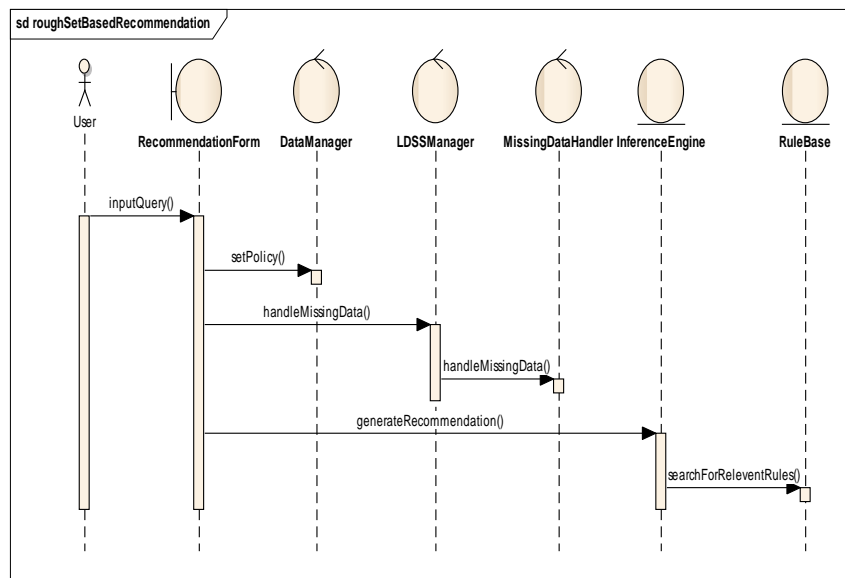 sd roughSetBasedRecommendation
User
RecommendationForm
DataManager
LDSSManager
MissingDataHandler
InferenceEngine
RuleBase
inputQuery()
setPolicy()
handleMissingData()
handleMissingData()
generateRecommendation()
searchForReleventRules()